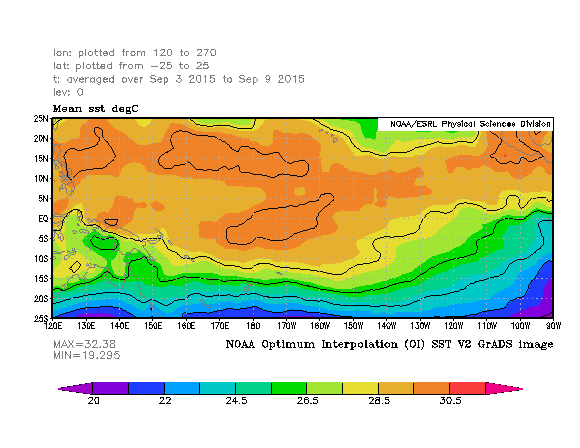 lon: plotted from 120 to 270
lat: plotted from −25 to 25
t: averaged over Sep 3 2015 to Sep 9 2015
lev: 0
Mean sst degC
NOAA/ESRL Physical Sciences Division
25N
20N
15N
10N
5N
EQ
5S
10S
15S
20S
25S
120E 130E 140E 150E 160E 170E 180 170W 160W 150W 140W 130W 120W 110W 100W 90W
MAX=32.38
MIN=19.295
NOAA Optimum Interpolation (OI) SST V2 GrADS image
20 22 24.5 26.5 28.5 30.5